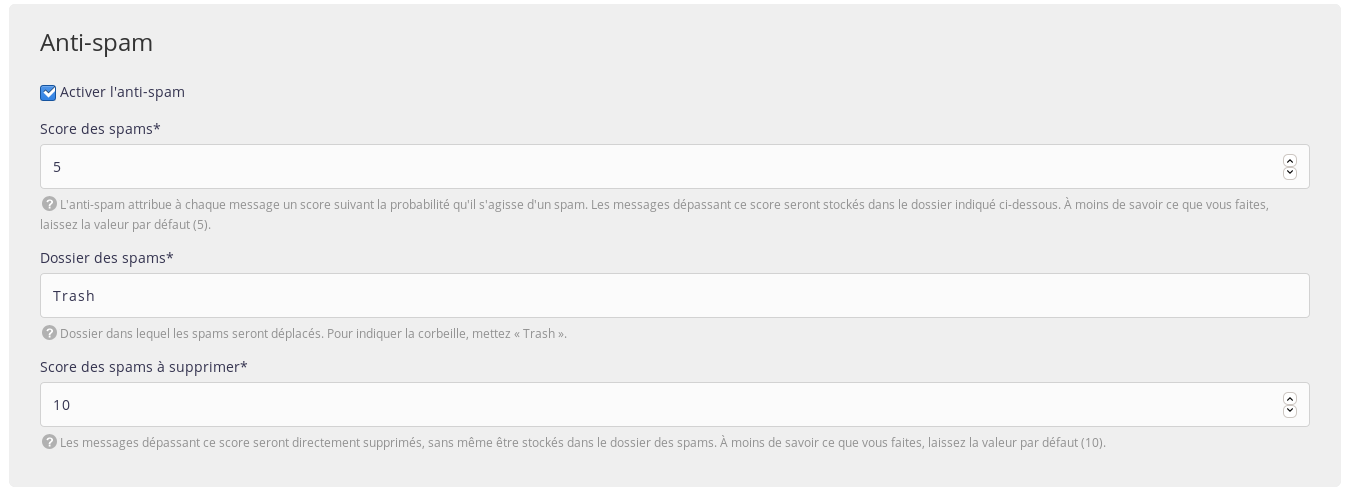 Anti-spam
Activer l'anti-spam
Score des spams*
5
L'anti-spam attribue à chaque message un score suivant la probabilité qu'il s'agisse d'un spam. Les messages dépassant ce score seront stockés dans le dossier indiqué ci-dessous. À moins de savoir ce que vous faites,
laissez la valeur par défaut (5).
Dossier des spams*
Trash
Dossier dans lequel les spams seront déplacés. Pour indiquer la corbeille, mettez « Trash ».
Score des spams à supprimer*
10
Les messages dépassant ce score seront directement supprimés, sans même être stockés dans le dossier des spams. À moins de savoir ce que vous faites, laissez la valeur par défaut (10).